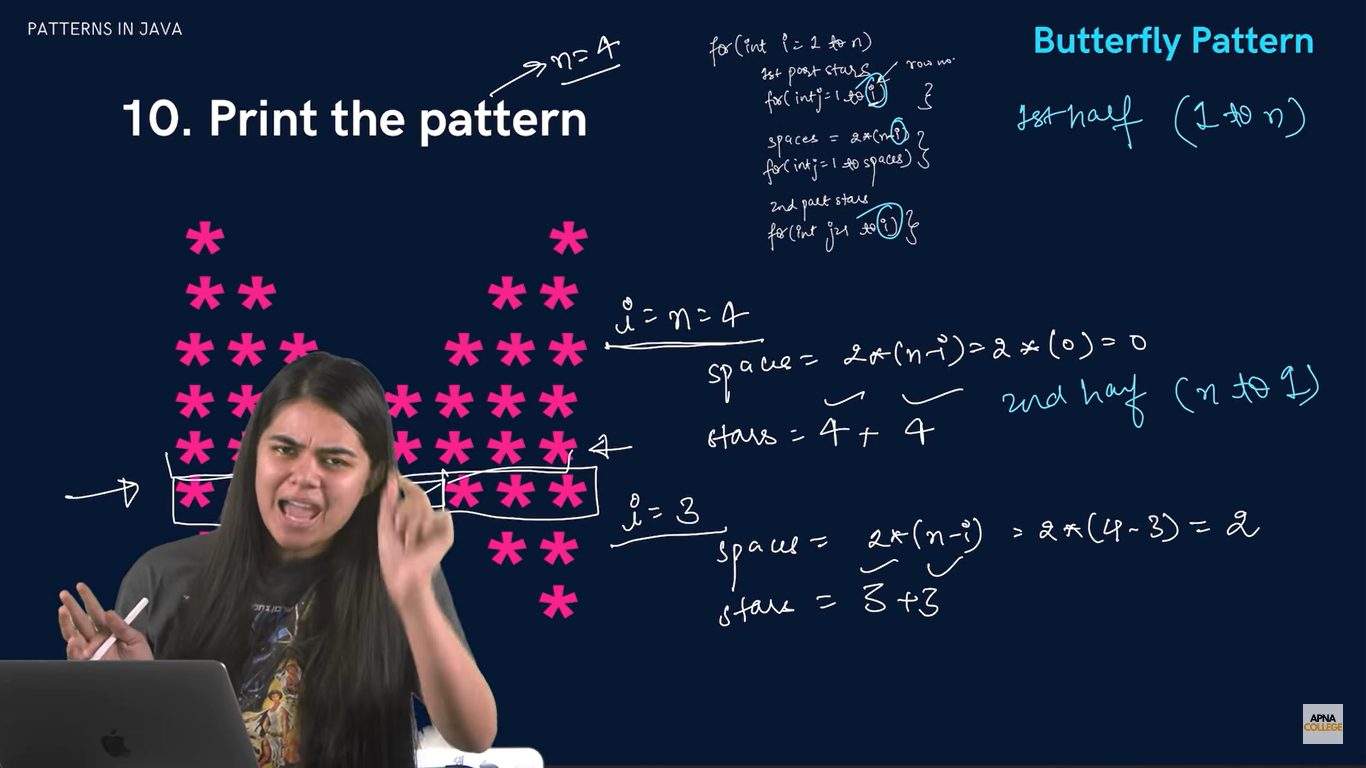 PATTERNS IN JAVA
n=4
10. Print the pattern
for(int i=1 to n)
1st part stars
for(int j=1 to i) }
row no.
spaces = 2*(n-i) }
for(int j=1 to spaces) }
2nd part stars
for(int j=1 to i) }
Butterfly Pattern
1st half (1 to n)
* *
** **
*** ***
i=n=4
spaces = 2*(n-i)=2*(0)=0
stars = 4+4
2nd half (n to 1)
i=3
spaces = 2*(n-i) = 2*(4-3)=2
stars = 3+3
APNA
COLLEGE